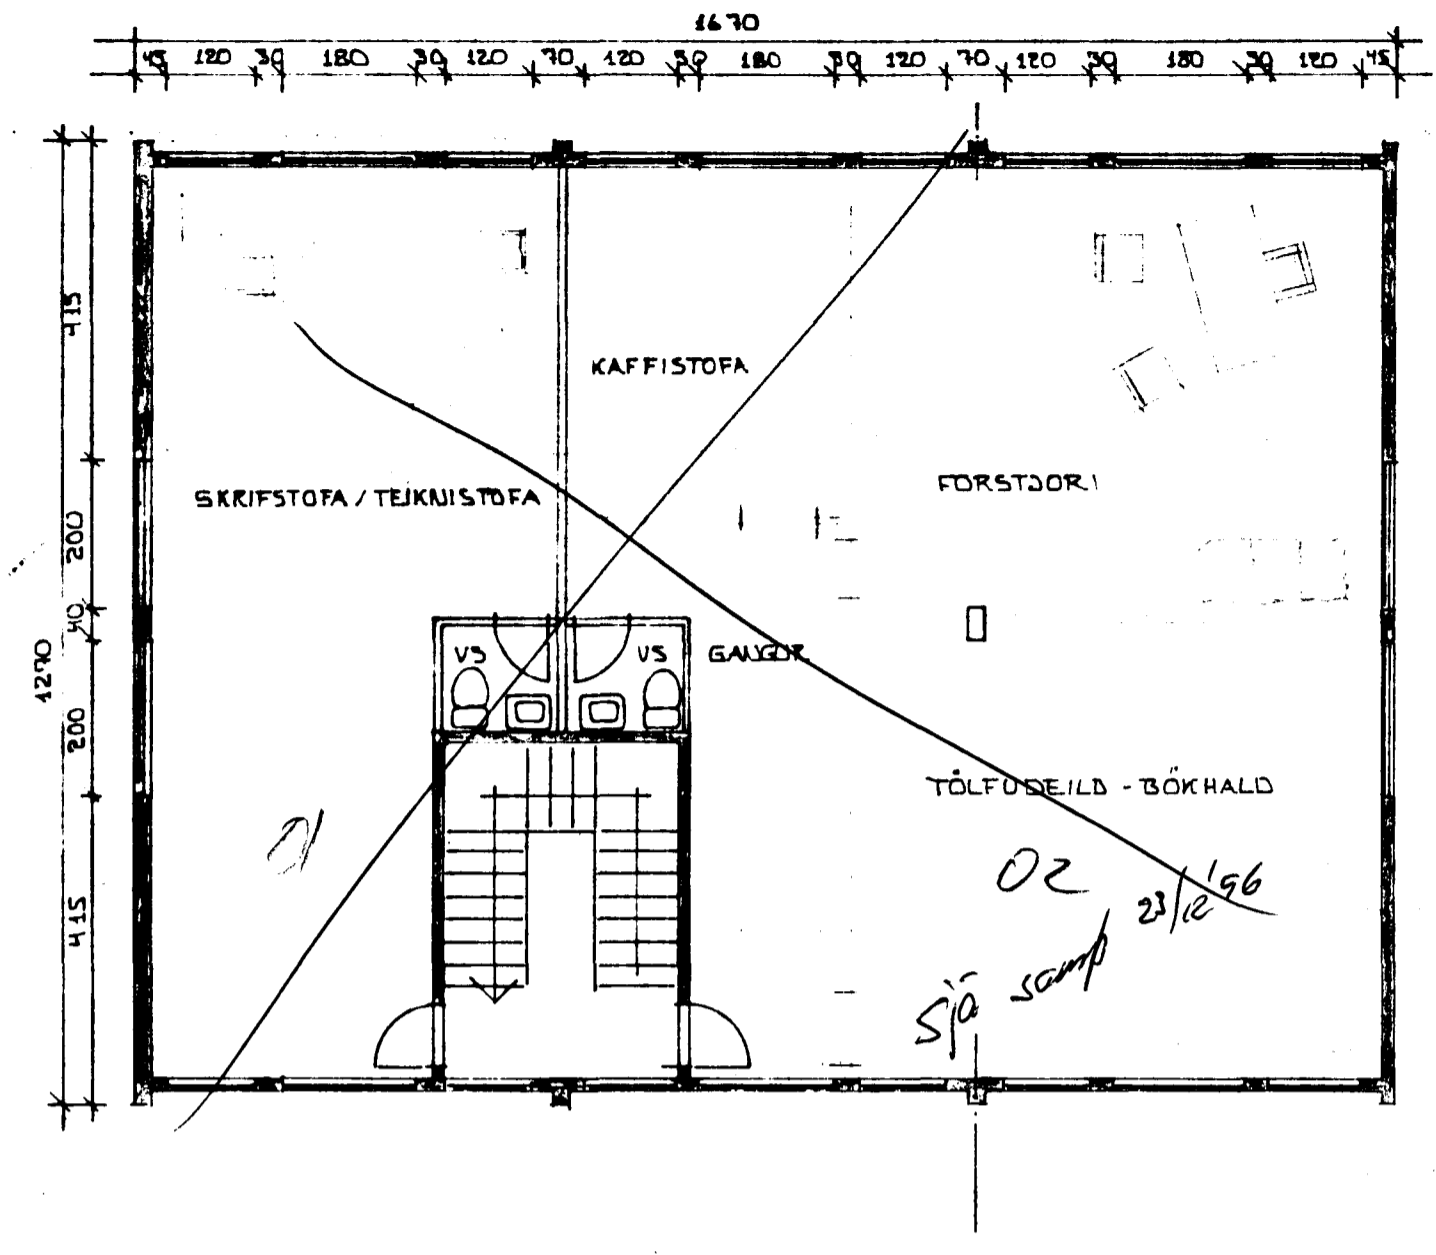 1670
45 120 30 180 30 120 70 120 30 180 30 120 70 120 30 180 30 120 45
415
200
40
1270
200
415
KAFFISTOFA
SKRIFSTOFA / TEIKNISTOFA
FORSTJORI
VS
VS
GANGUR
TÖLFUDEILD - BÓKHALD
01
02
Sjá samþ 23/12 '96